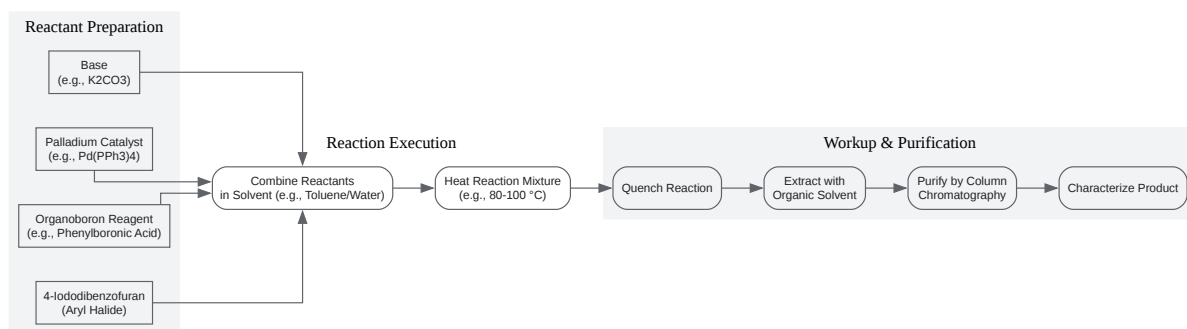 Reactant Preparation
Base
(e.g., K2CO3)
Palladium Catalyst
(e.g., Pd(PPh3)4)
Organoboron Reagent
(e.g., Phenylboronic Acid)
4-Iododibenzofuran
(Aryl Halide)
Reaction Execution
Combine Reactants
in Solvent (e.g., Toluene/Water)
Heat Reaction Mixture
(e.g., 80-100 °C)
Workup & Purification
Quench Reaction
Extract with
Organic Solvent
Purify by Column
Chromatography
Characterize Product